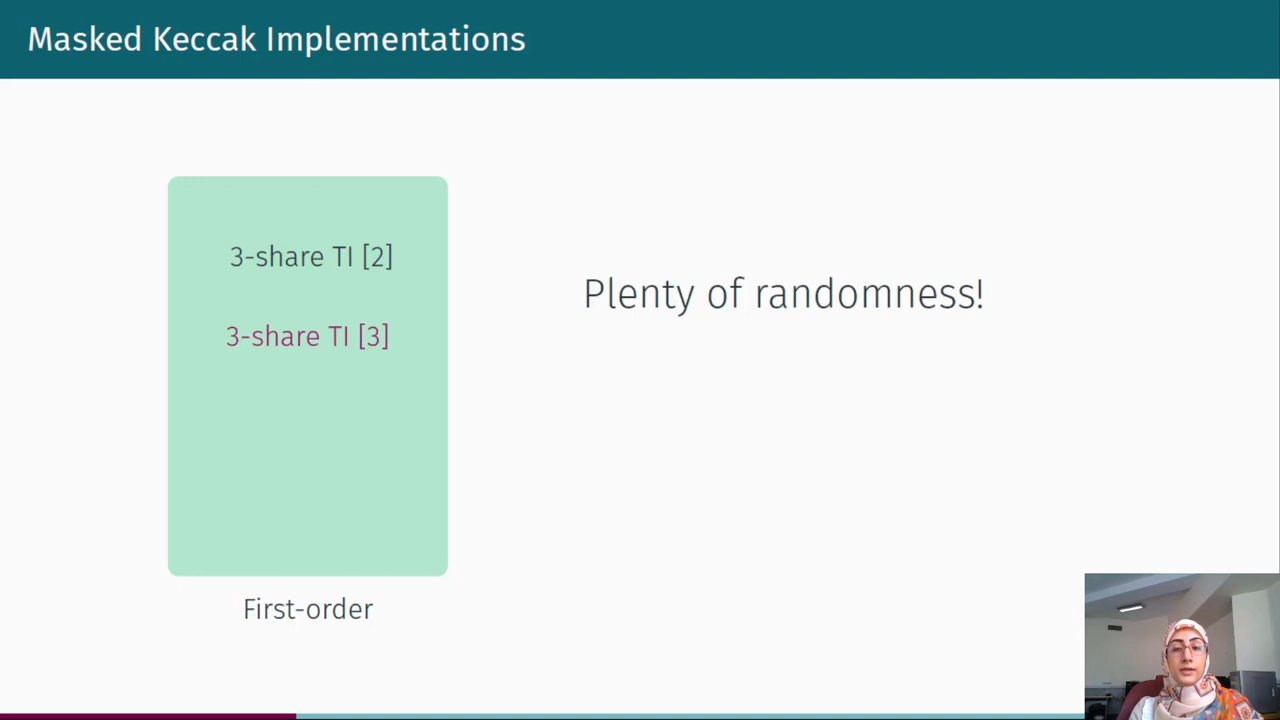 Masked Keccak Implementations
3-share TI [2]
3-share TI [3]
Plenty of randomness!
First-order